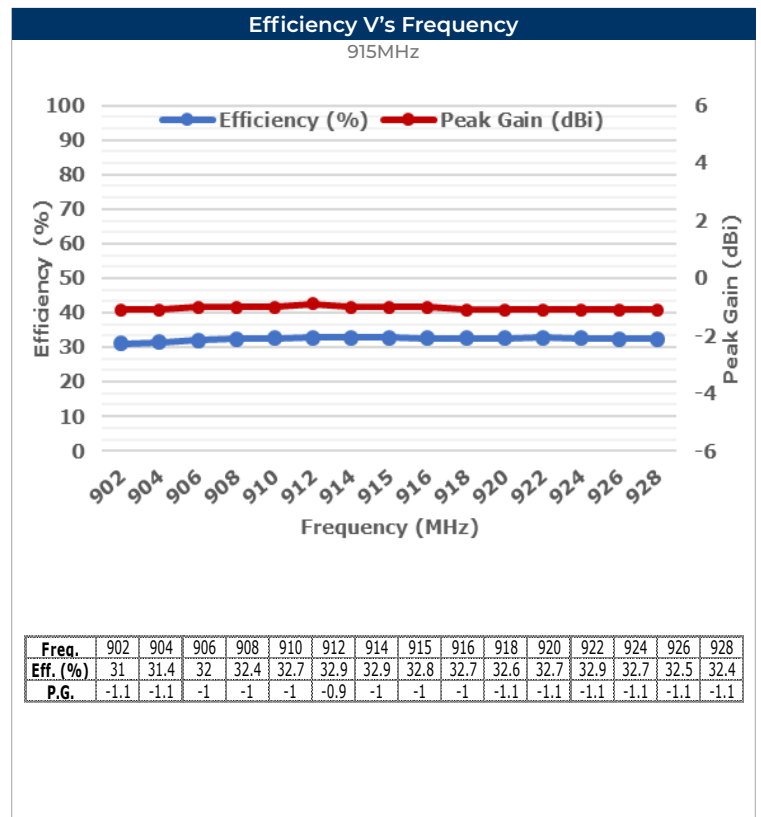 Efficiency V's Frequency
915MHz
Efficiency (%) Peak Gain (dBi)
100
90
80
70
60
50
40
30
20
10
0
Efficiency (%)
6
4
2
0
-2
-4
-6
Peak Gain (dBi)
902 904 906 908 910 912 914 915 916 918 920 922 924 926 928
Frequency (MHz)
Freq. 902 904 906 908 910 912 914 915 916 918 920 922 924 926 928
Eff. (%) 31 31.4 32 32.4 32.7 32.9 32.9 32.8 32.7 32.6 32.7 32.9 32.7 32.5 32.4
P.G. -1.1 -1.1 -1 -1 -1 -0.9 -1 -1 -1 -1.1 -1.1 -1.1 -1.1 -1.1 -1.1